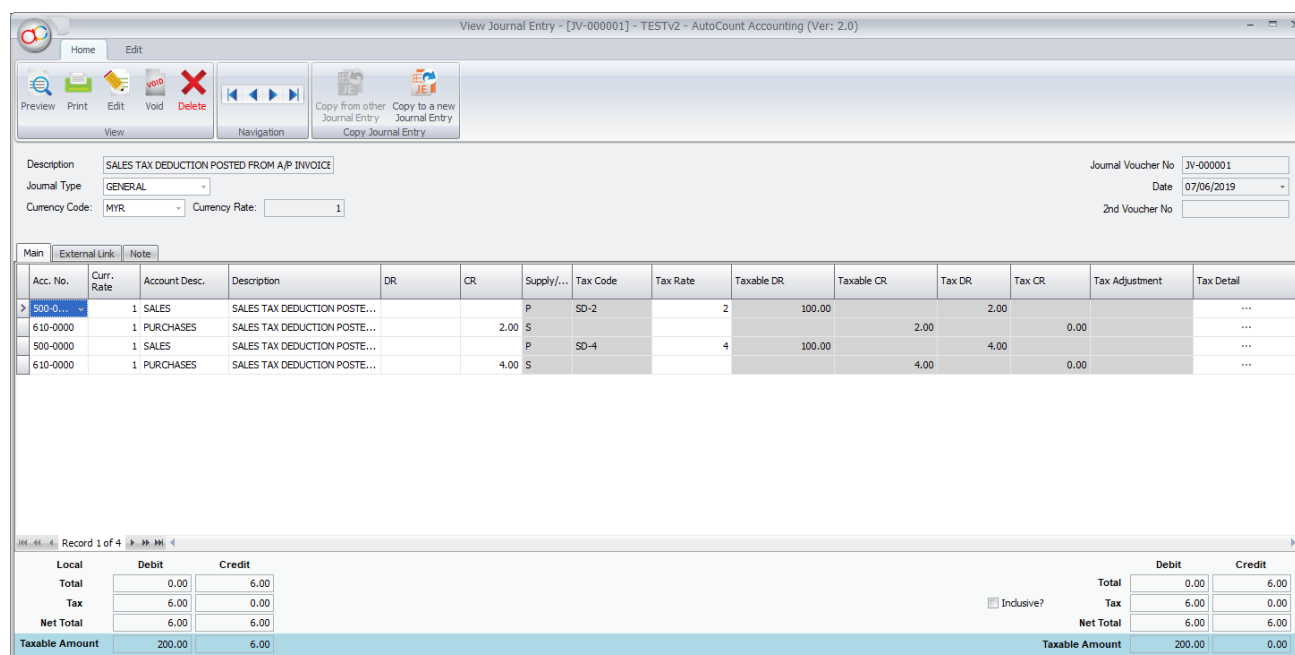 View Journal Entry - [JV-000001] - TESTv2 - AutoCount Accounting (Ver: 2.0)
Home Edit
VOID JE JE
Preview Print Edit Void Delete Copy from other Journal Entry Copy to a new Journal Entry
View Navigation Copy Journal Entry
Description SALES TAX DEDUCTION POSTED FROM A/P INVOICE Journal Voucher No JV-000001
Journal Type GENERAL Date 07/06/2019
Currency Code: MYR Currency Rate: 1 2nd Voucher No
Main External Link Note
Acc. No. Curr. Rate Account Desc. Description DR CR Supply/... Tax Code Tax Rate Taxable DR Taxable CR Tax DR Tax CR Tax Adjustment Tax Detail
500-0... 1 SALES SALES TAX DEDUCTION POSTE... P SD-2 2 100.00 2.00 ...
610-0000 1 PURCHASES SALES TAX DEDUCTION POSTE... 2.00 S 2.00 0.00 ...
500-0000 1 SALES SALES TAX DEDUCTION POSTE... P SD-4 4 100.00 4.00 ...
610-0000 1 PURCHASES SALES TAX DEDUCTION POSTE... 4.00 S 4.00 0.00 ...
Record 1 of 4
Local Debit Credit Debit Credit
Total 0.00 6.00 Total 0.00 6.00
Tax 6.00 0.00 Inclusive? Tax 6.00 0.00
Net Total 6.00 6.00 Net Total 6.00 6.00
Taxable Amount 200.00 6.00 Taxable Amount 200.00 0.00